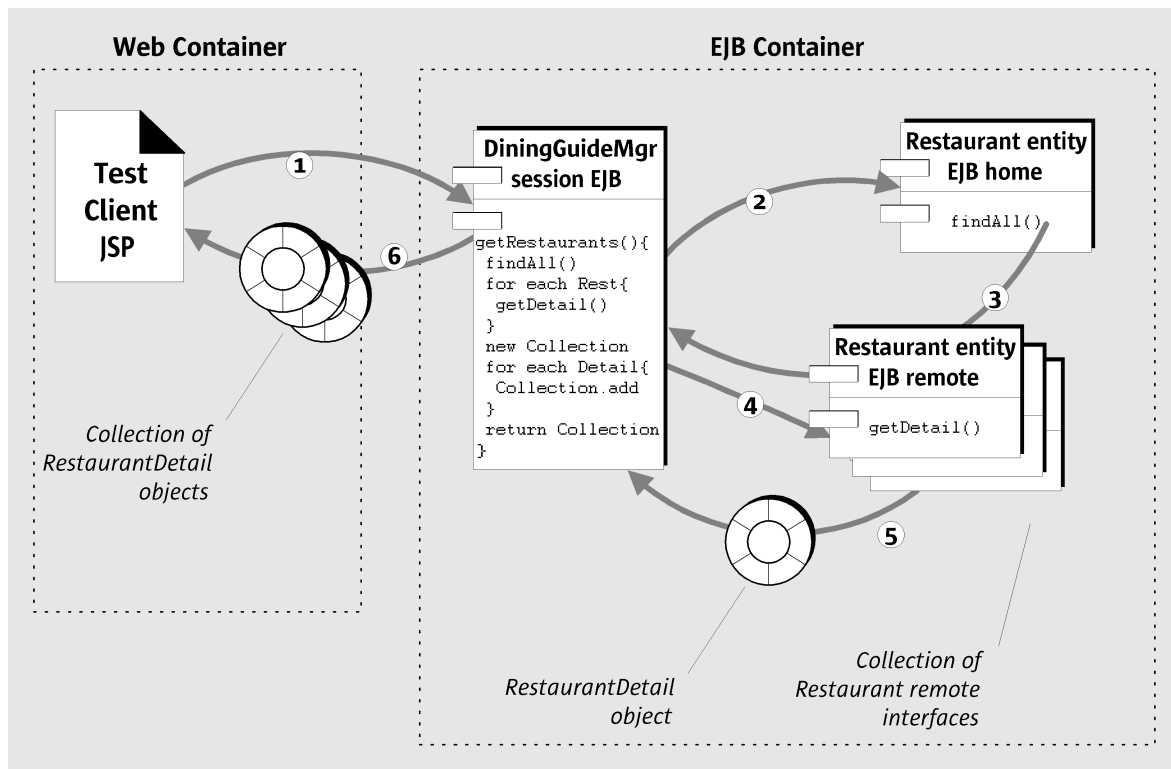 Web Container
EJB Container
Test
Client
JSP
1
DiningGuideMgr
session EJB
getRestaurants(){
findAll()
for each Rest{
getDetail()
}
new Collection
for each Detail{
Collection.add
}
return Collection
}
2
Restaurant entity
EJB home
findAll()
3
Restaurant entity
EJB remote
getDetail()
4
5
6
Collection of
RestaurantDetail
objects
RestaurantDetail
object
Collection of
Restaurant remote
interfaces